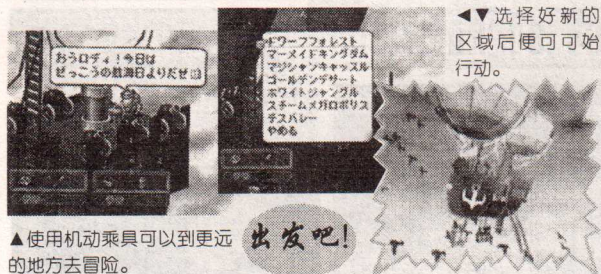 おうロディ！今日は
ぜっこうの航海日よりだぜ
ドワーフフォレスト
マーメイドキングダム
マジシャンキャッスル
ゴールデンデザート
ホワイトジャングル
スチームメガロポリス
デスバレー
やめる
◀▼选择好新的
区域后便可可始
行动。
▲使用机动乘具可以到更远
的地方去冒险。
出发吧!